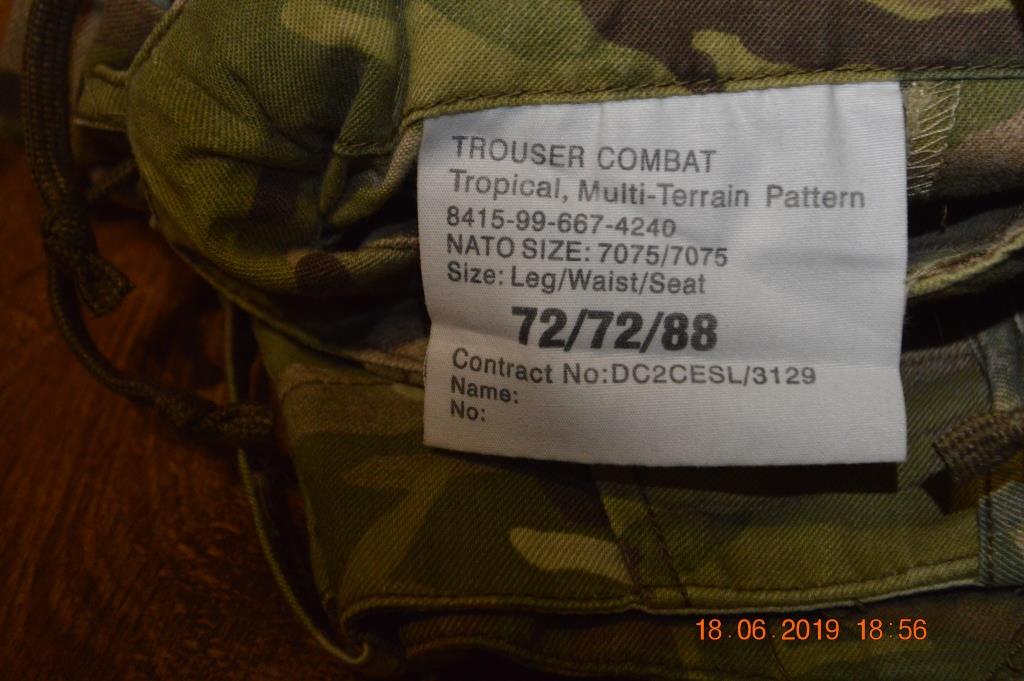 TROUSER COMBAT
Tropical, Multi-Terrain Pattern
8415-99-667-4240
NATO SIZE: 7075/7075
Size: Leg/Waist/Seat
72/72/88
Contract No:DC2CESL/3129
Name:
No:
18.06.2019 18:56